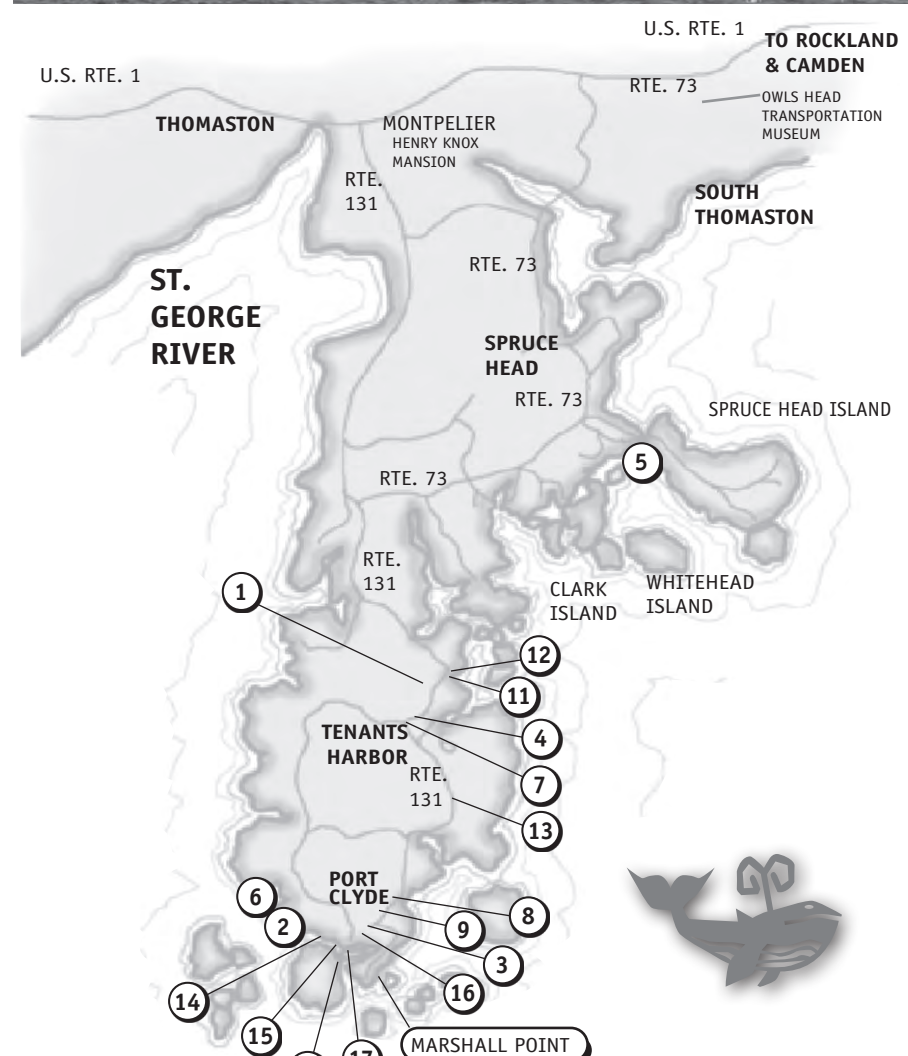 U.S. RTE. 1
TO ROCKLAND
& CAMDEN
U.S. RTE. 1
RTE. 73
OWLS HEAD
TRANSPORTATION
MUSEUM
THOMASTON
MONTPELIER
HENRY KNOX
MANSION
RTE.
131
SOUTH
THOMASTON
ST.
GEORGE
RIVER
RTE. 73
SPRUCE
HEAD
RTE. 73
SPRUCE HEAD ISLAND
5
RTE. 73
RTE.
131
CLARK
ISLAND
WHITEHEAD
ISLAND
1
12
11
4
TENANTS
HARBOR
7
RTE.
131
13
PORT
CLYDE
6
2
8
9
3
16
14
15
17
MARSHALL POINT